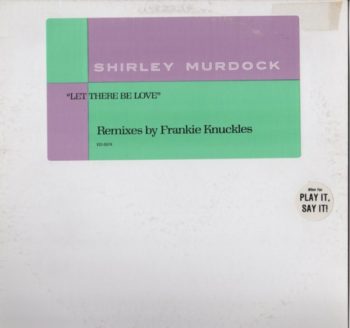 SHIRLEY MURDOCK
"LET THERE BE LOVE"
Remixes by Frankie Knuckles
When You
PLAY IT,
SAY IT!